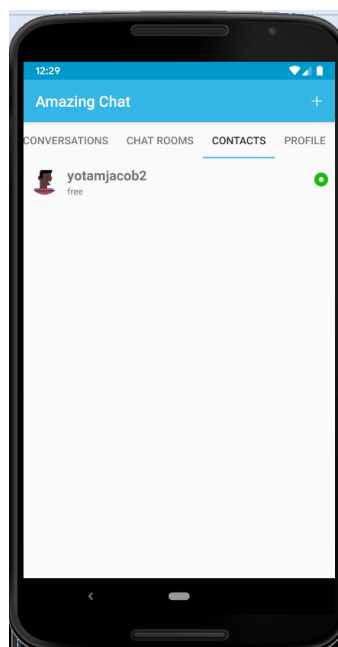 12:29
Amazing Chat
CONVERSATIONS CHAT ROOMS CONTACTS PROFILE
yotamjacob2
free